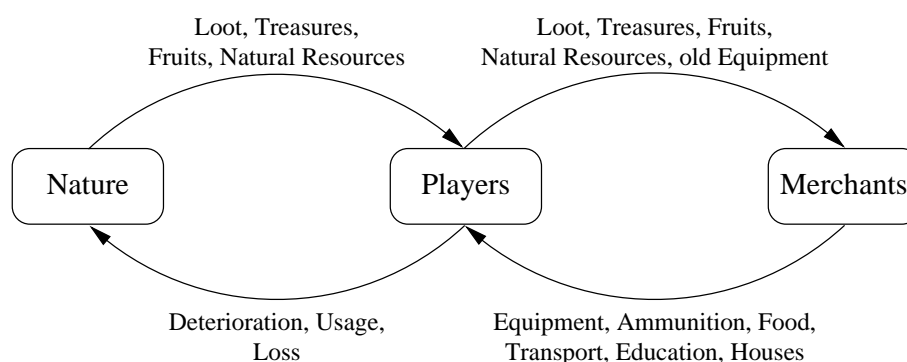 Loot, Treasures,
Fruits, Natural Resources
Loot, Treasures, Fruits,
Natural Resources, old Equipment
Nature
Players
Merchants
Deterioration, Usage,
Loss
Equipment, Ammunition, Food,
Transport, Education, Houses